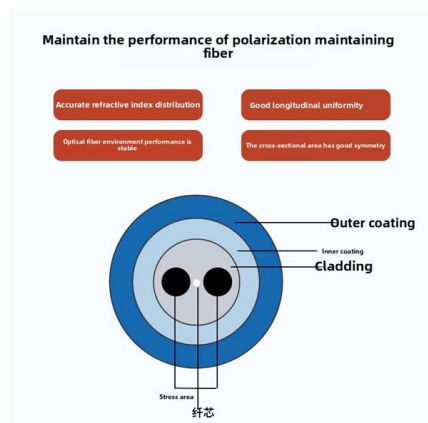 Maintain the performance of polarization maintaining
fiber
Accurate refractive index distribution
Good longitudinal uniformity
Optical fiber environment performance is
stable
The cross-sectional area has good symmetry
Outer coating
Inner coating
Cladding
Stress area
纤芯